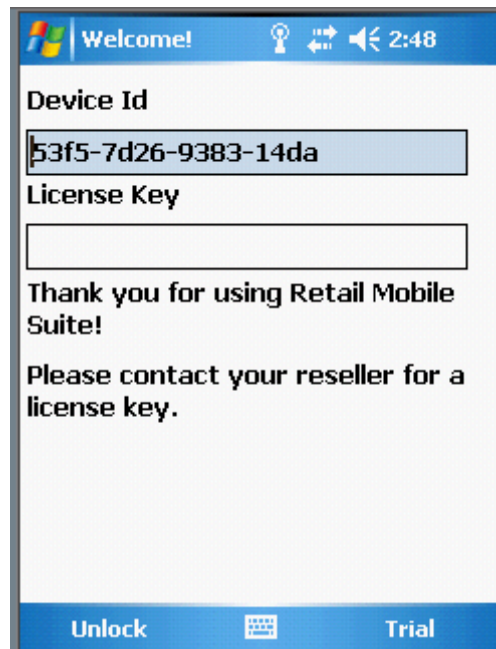 Welcome! 2:48
Device Id
53f5-7d26-9383-14da
License Key
Thank you for using Retail Mobile
Suite!
Please contact your reseller for a
license key.
Unlock Trial